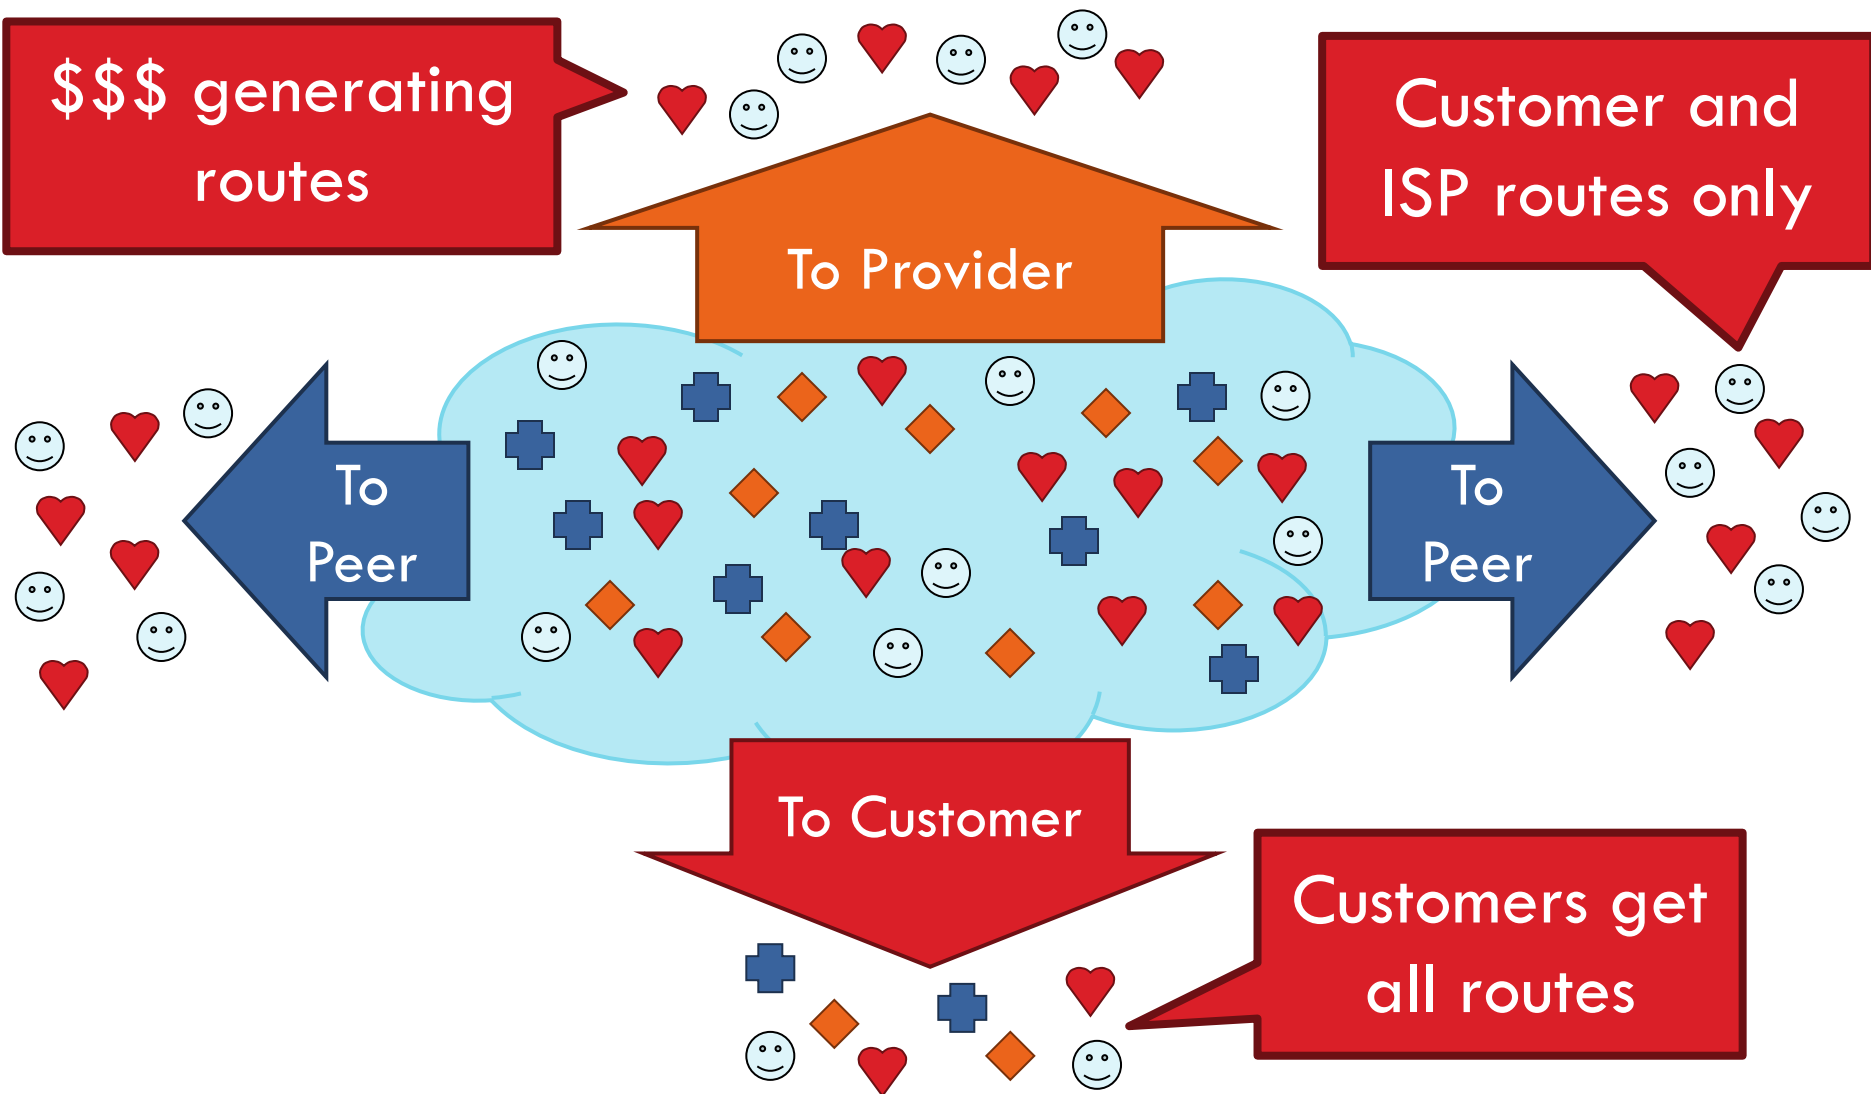 $$$ generating
routes
Customer and
ISP routes only
To Provider
To
Peer
To
Peer
To Customer
Customers get
all routes